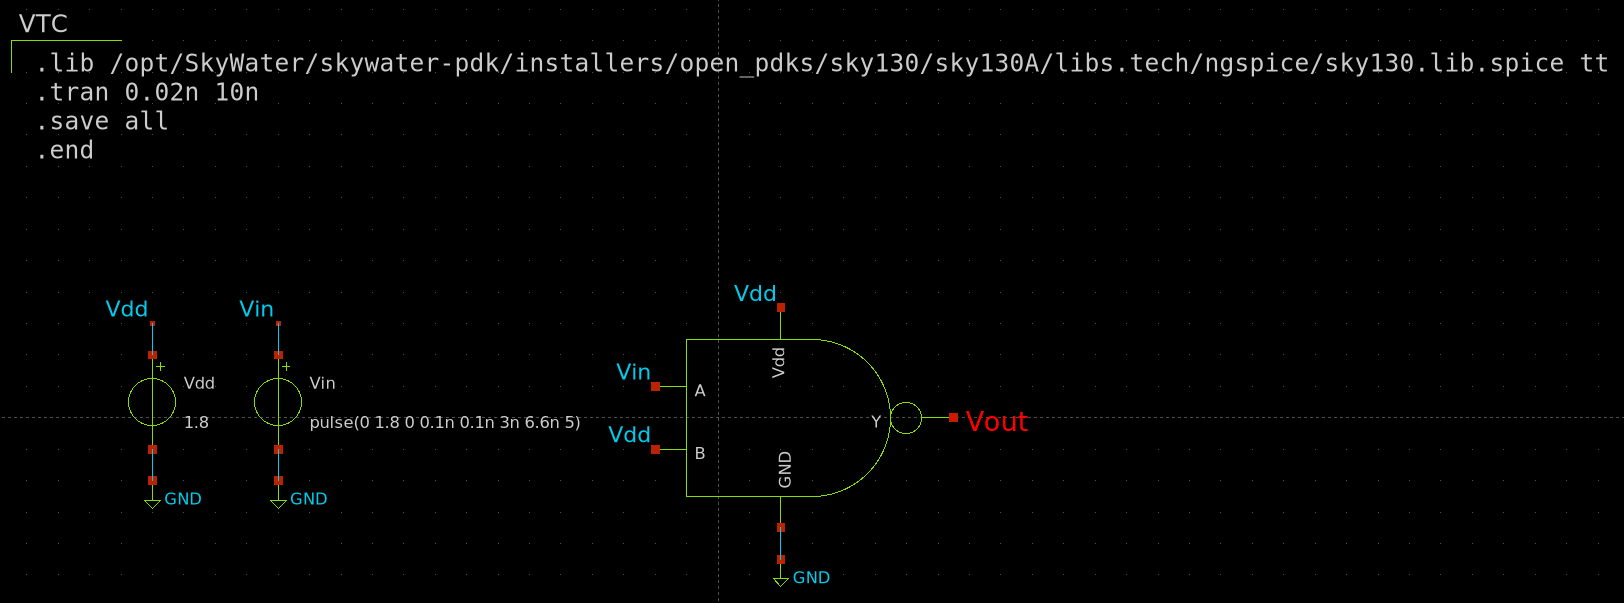 VTC
.lib /opt/SkyWater/skywater-pdk/installers/open_pdks/sky130/sky130A/libs.tech/ngspice/sky130.lib.spice tt
.tran 0.02n 10n
.save all
.end
Vdd
Vin
+
Vdd
1.8
GND
+
Vin
pulse(0 1.8 0 0.1n 0.1n 3n 6.6n 5)
GND
Vdd
Vdd
Vin
A
Vdd
B
Y
Vout
GND
GND